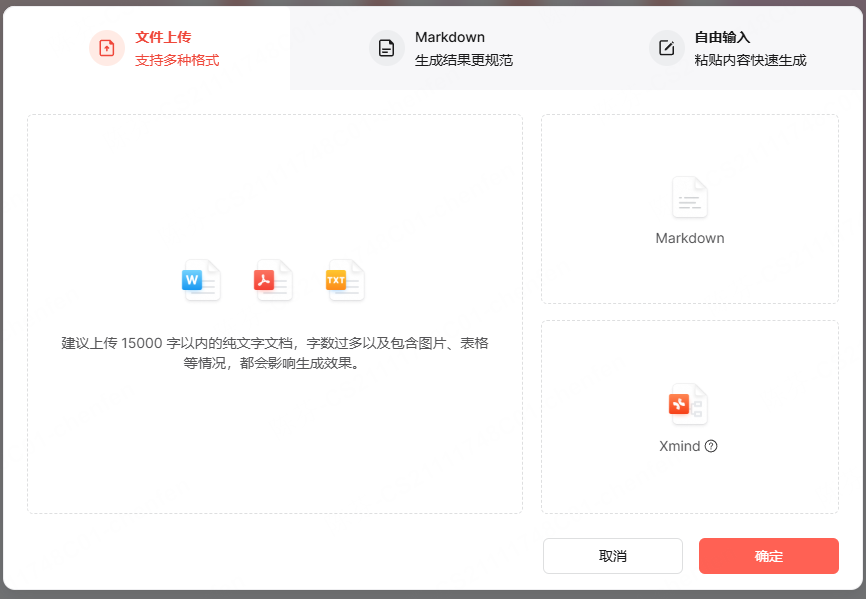 文件上传
支持多种格式
Markdown
生成结果更规范
自由输入
粘贴内容快速生成
W
TXT
建议上传 15000 字以内的纯文字文档，字数过多以及包含图片、表格
等情况，都会影响生成效果。
Markdown
Xmind ?
取消
确定